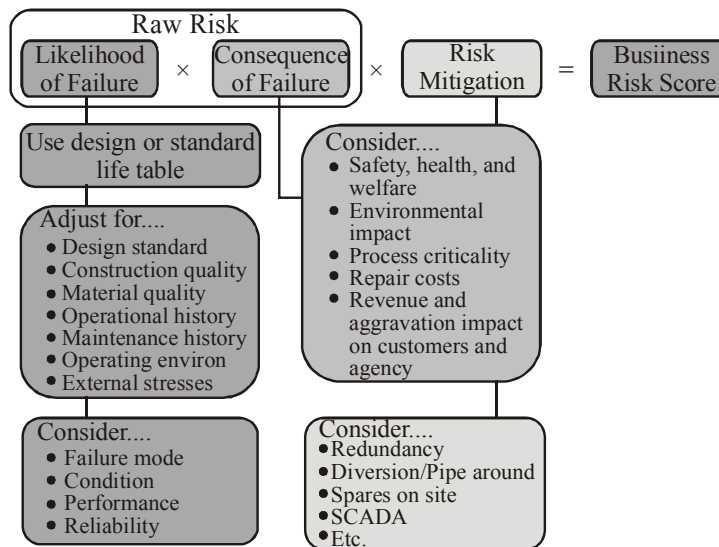 Raw Risk
Likelihood
of Failure
×
Consequence
of Failure
×
Risk
Mitigation
=
Busiiness
Risk Score
Use design or standard
life table
Adjust for....
• Design standard
• Construction quality
• Material quality
• Operational history
• Maintenance history
• Operating environ
• External stresses
Consider....
• Failure mode
• Condition
• Performance
• Reliability
Consider....
• Safety, health, and
welfare
• Environmental
impact
• Process criticality
• Repair costs
• Revenue and
aggravation impact
on customers and
agency
Consider....
•Redundancy
•Diversion/Pipe around
•Spares on site
•SCADA
•Etc.